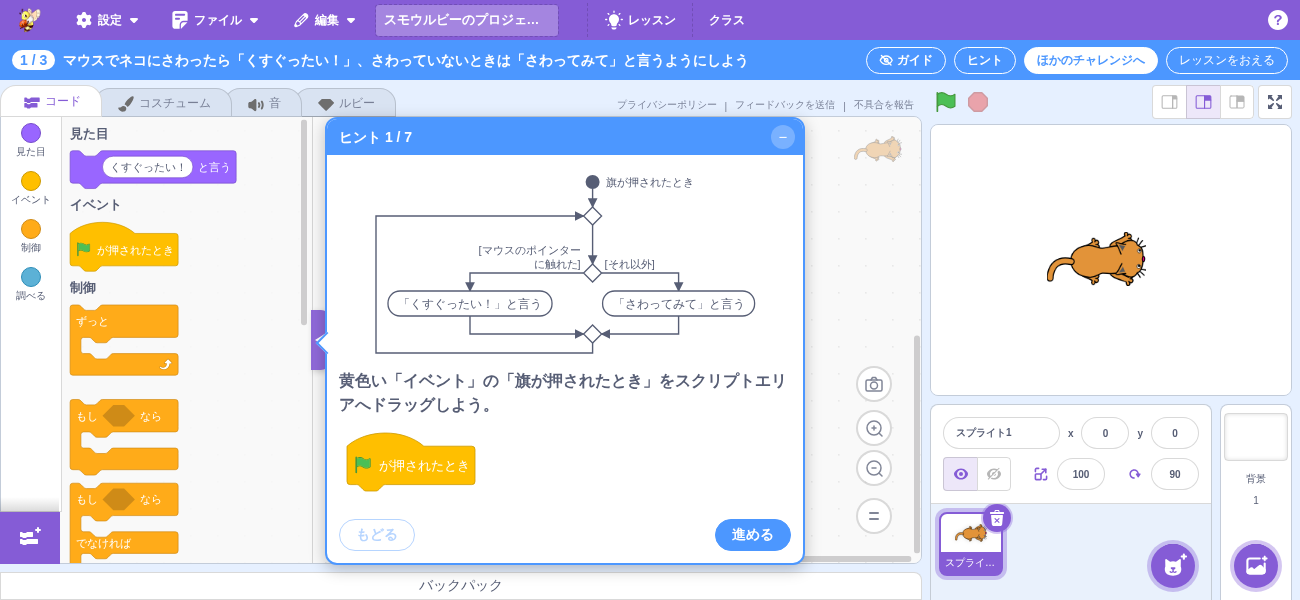 設定
ファイル
編集
スモウルビーのプロジェ…
レッスン
クラス
?
1 / 3
マウスでネコにさわったら「くすぐったい！」、さわっていないときは「さわってみて」と言うようにしよう
ガイド
ヒント
ほかのチャレンジへ
レッスンをおえる
コード
コスチューム
音
ルビー
プライバシーポリシー | フィードバックを送信 | 不具合を報告
見た目
イベント
制御
調べる
見た目
くすぐったい！ と言う
イベント
が押されたとき
制御
ずっと
もし なら
もし なら
でなければ
ヒント 1 / 7
旗が押されたとき
[マウスのポインター
に触れた]
[それ以外]
「くすぐったい！」と言う
「さわってみて」と言う
黄色い「イベント」の「旗が押されたとき」をスクリプトエリ
アへドラッグしよう。
が押されたとき
もどる
進める
スプライト1
x 0
y 0
100
90
スプライ…
背景
1
バックパック